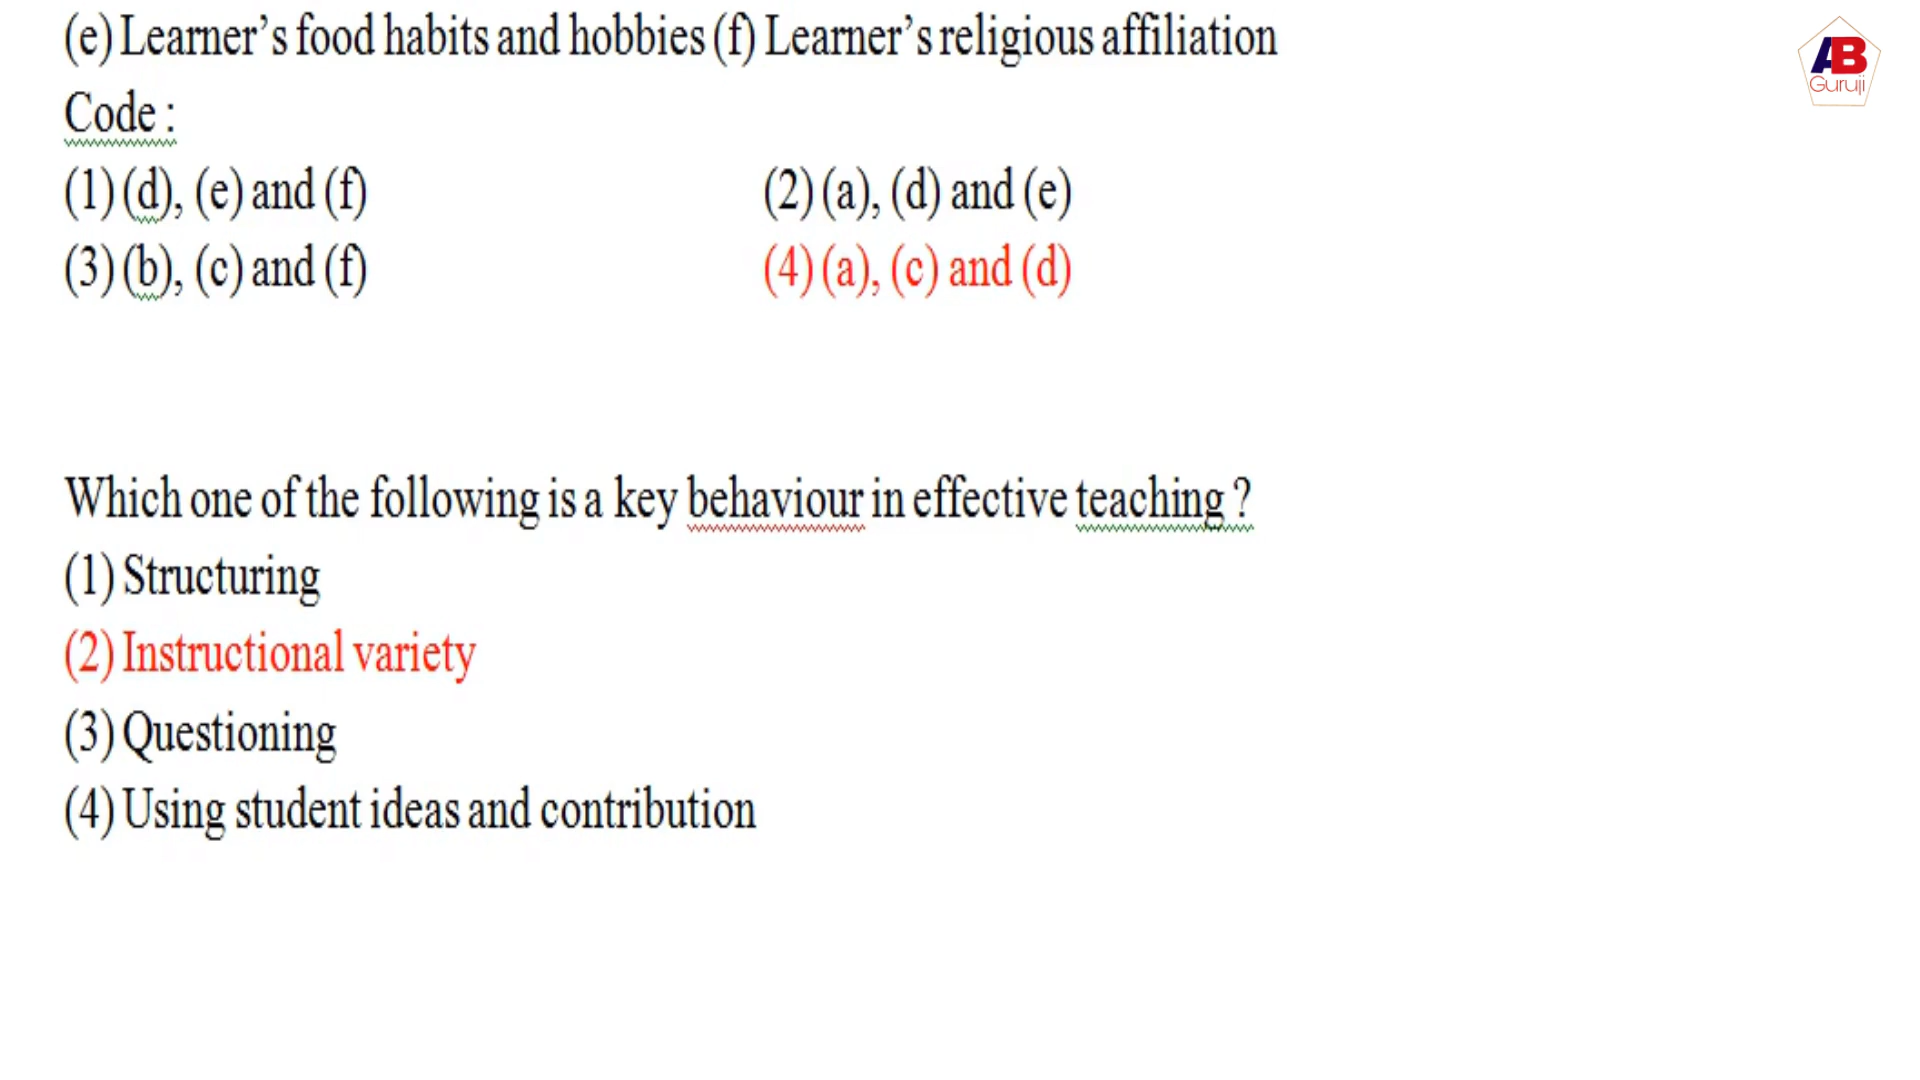 (e) Learner’s food habits and hobbies (f) Learner’s religious affiliation
AB
Guruji
Code :
(1) (d), (e) and (f) (2) (a), (d) and (e)
(3) (b), (c) and (f) (4) (a), (c) and (d)
Which one of the following is a key behaviour in effective teaching ?
(1) Structuring
(2) Instructional variety
(3) Questioning
(4) Using student ideas and contribution